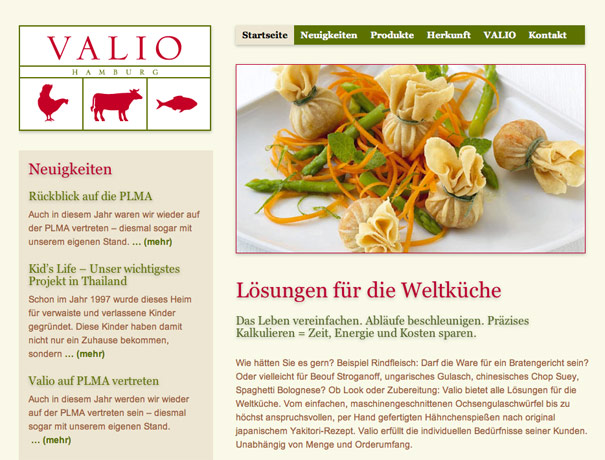 VALIO
HAMBURG
Startseite Neuigkeiten Produkte Herkunft VALIO Kontakt
Neuigkeiten
Rückblick auf die PLMA
Auch in diesem Jahr waren wir wieder auf
der PLMA vertreten – diesmal sogar mit
unserem eigenen Stand. ... (mehr)
Kid's Life – Unser wichtigstes
Projekt in Thailand
Schon im Jahr 1997 wurde dieses Heim
für verwaiste und verlassene Kinder
gegründet. Diese Kinder haben damit
nicht nur ein Zuhause bekommen,
sondern ... (mehr)
Valio auf PLMA vertreten
Auch in diesem Jahr werden wir wieder
auf der PLMA vertreten sein – diesmal
sogar mit unserem eigenen Stand.
... (mehr)
Lösungen für die Weltküche
Das Leben vereinfachen. Abläufe beschleunigen. Präzises
Kalkulieren = Zeit, Energie und Kosten sparen.
Wie hätten Sie es gern? Beispiel Rindfleisch: Darf die Ware für ein Bratengericht sein?
Oder vielleicht für Beouf Stroganoff, ungarisches Gulasch, chinesisches Chop Suey,
Spaghetti Bolognese? Ob Look oder Zubereitung: Valio bietet alle Lösungen für die
Weltküche. Vom einfachen, maschinengeschnittenen Ochsengulaschwürfel bis zu
höchst anspruchsvollen, per Hand gefertigten Hähnchenspießen nach original
japanischem Yakitori-Rezept. Valio erfüllt die individuellen Bedürfnisse seiner Kunden.
Unabhängig von Menge und Orderumfang.